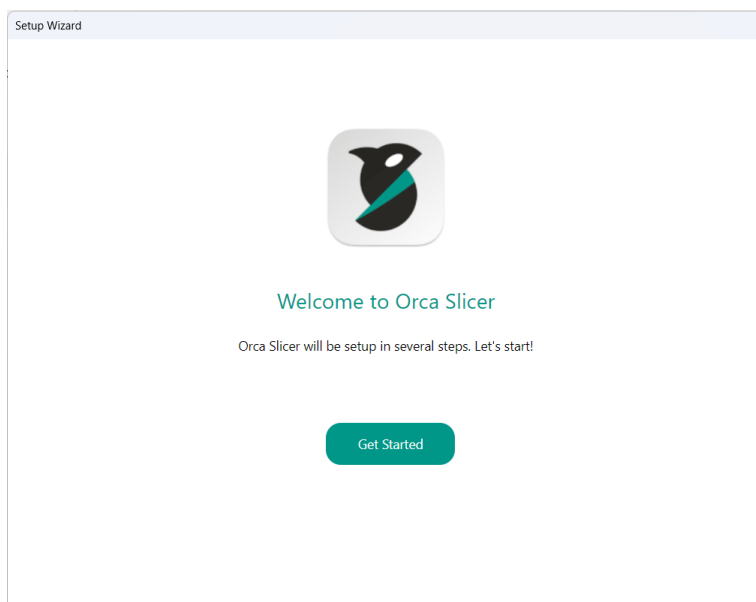 Setup Wizard
Welcome to Orca Slicer
Orca Slicer will be setup in several steps. Let's start!
Get Started